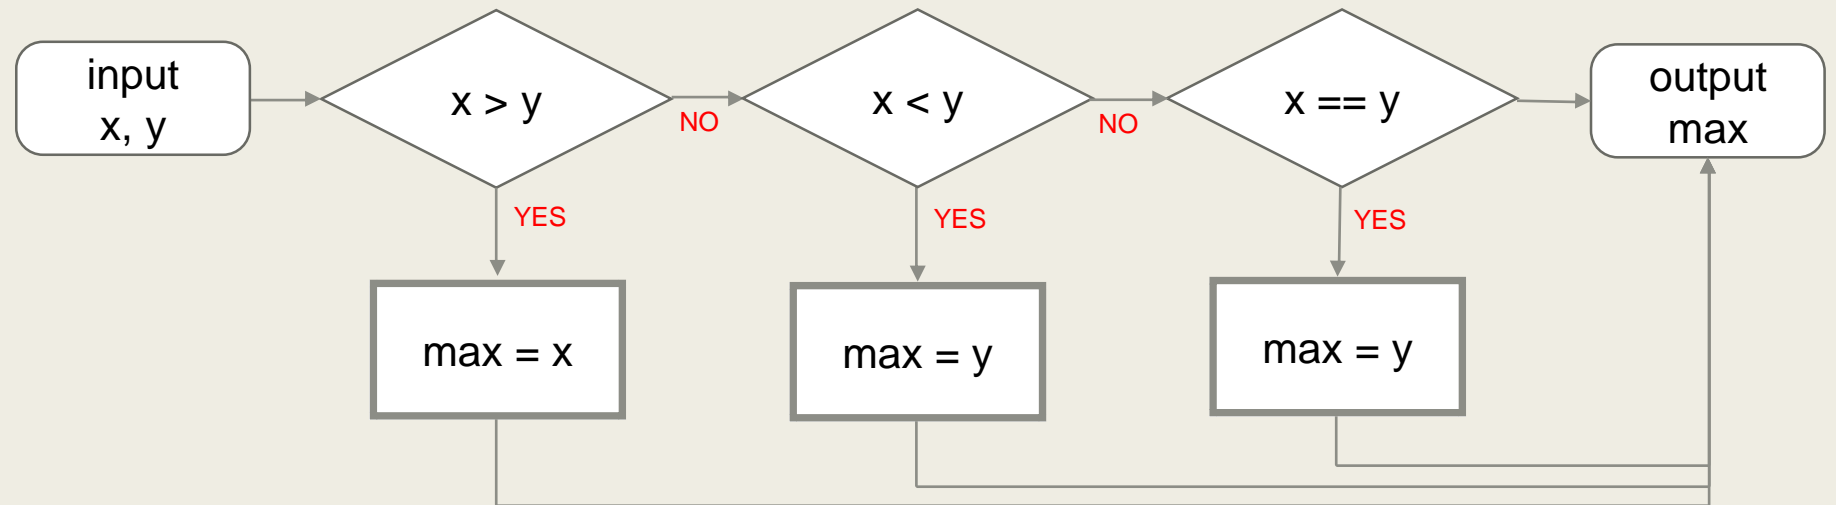 input
x, y
x > y
NO
x < y
NO
x == y
output
max
YES
YES
YES
max = x
max = y
max = y